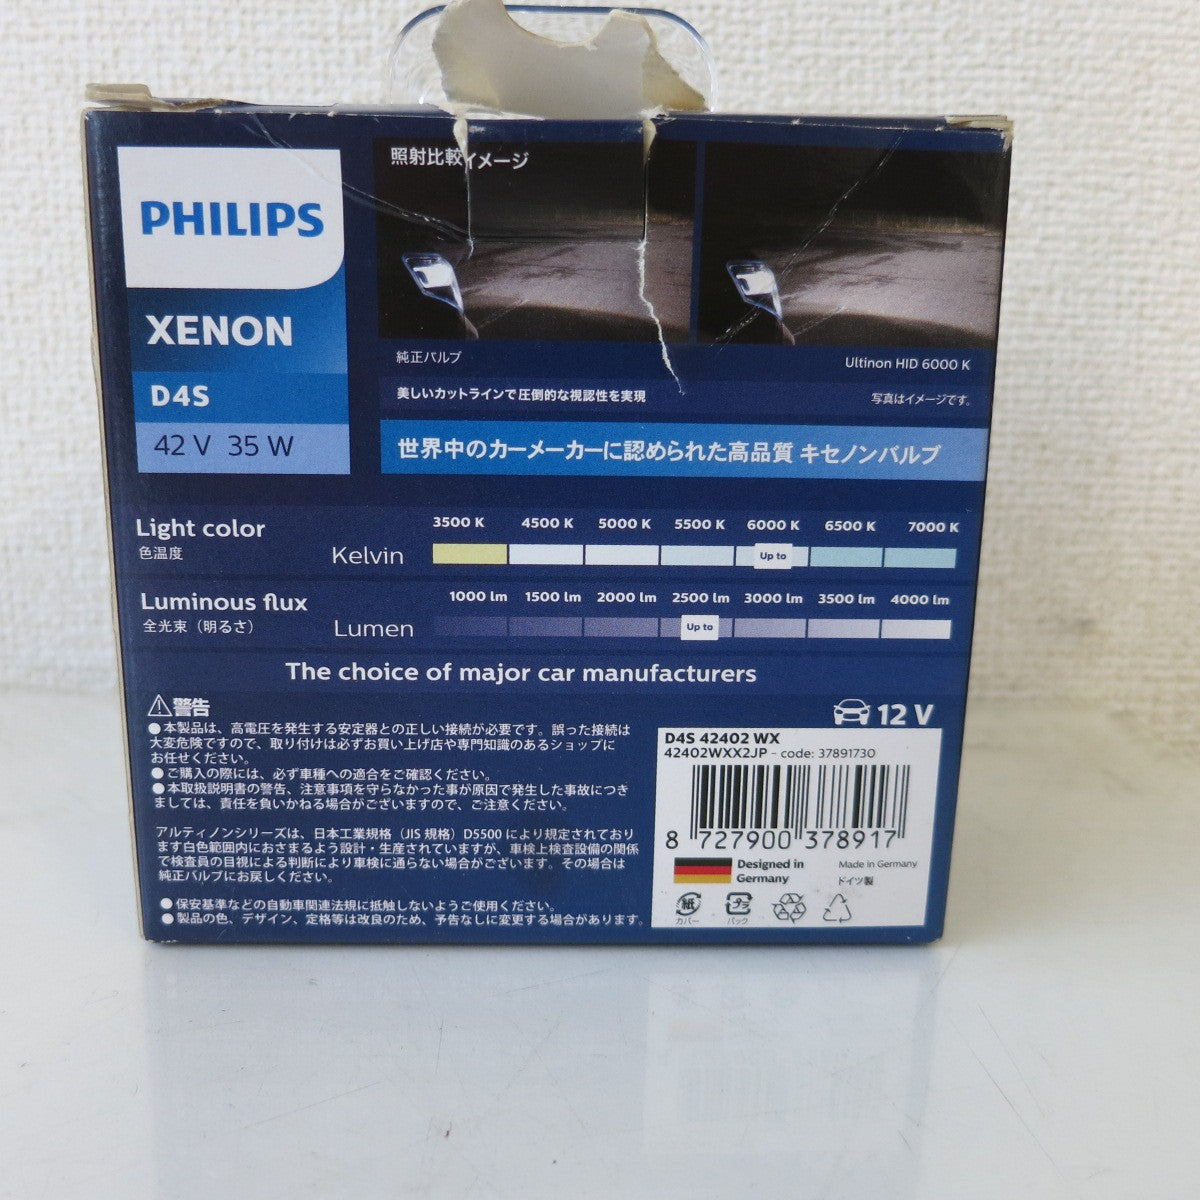 PHILIPS
XENON
D4S
42 V 35 W
照射比較イメージ
純正バルブ
Ultinon HID 6000 K
美しいカットラインで圧倒的な視認性を実現
写真はイメージです。
世界中のカーメーカーに認められた高品質 キセノンバルブ
Light color
色温度
Kelvin
3500 K 4500 K 5000 K 5500 K 6000 K 6500 K 7000 K
Up to
Luminous flux
全光束（明るさ）
Lumen
1000 lm 1500 lm 2000 lm 2500 lm 3000 lm 3500 lm 4000 lm
Up to
The choice of major car manufacturers
警告
●本製品は、高電圧を発生する安定器との正しい接続が必要です。誤った接続は
大変危険ですので、取り付けは必ずお買い上げ店や専門知識のあるショップに
お任せください。
●ご購入の際には、必ず車種への適合をご確認ください。
●本取扱説明書の警告、注意事項を守らなかった事が原因で発生した事故につき
ましては、責任を負いかねる場合がございますので、ご注意ください。
アルティノンシリーズは、日本工業規格（JIS 規格）D5500 により規定されており
ます白色範囲内におさまるよう設計・生産されていますが、車検上検査設備の関係
で検査員の目視による判断により車検に通らない場合がございます。その場合は
純正バルブにお戻しください。
●保安基準などの自動車関連法規に抵触しないようご使用ください。
●製品の色、デザイン、定格等は改良のため、予告なしに変更する場合があります。
12 V
D4S 42402 WX
42402WXX2JP - code: 37891730
8 727900 378917
Designed in
Germany
Made in Germany
ドイツ製
紙
カバー
プラ
パック